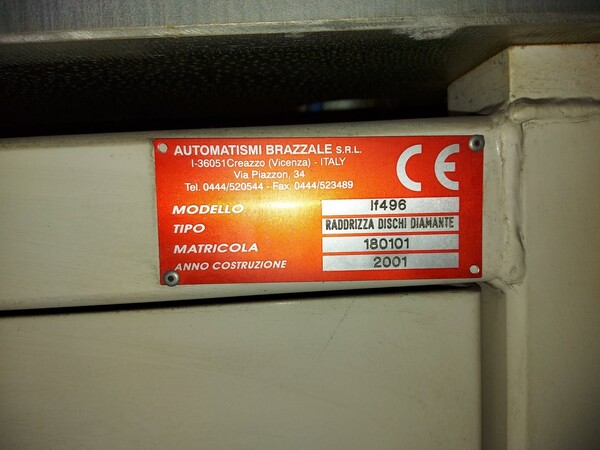 AUTOMATISMI BRAZZALE S.R.L.
I-36051Creazzo (Vicenza) - ITALY
Via Piazzon, 34
Tel. 0444/520544 - Fax. 0444/523489
CE
MODELLO lf496
TIPO RADDRIZZA DISCHI DIAMANTE
MATRICOLA 180101
ANNO COSTRUZIONE 2001